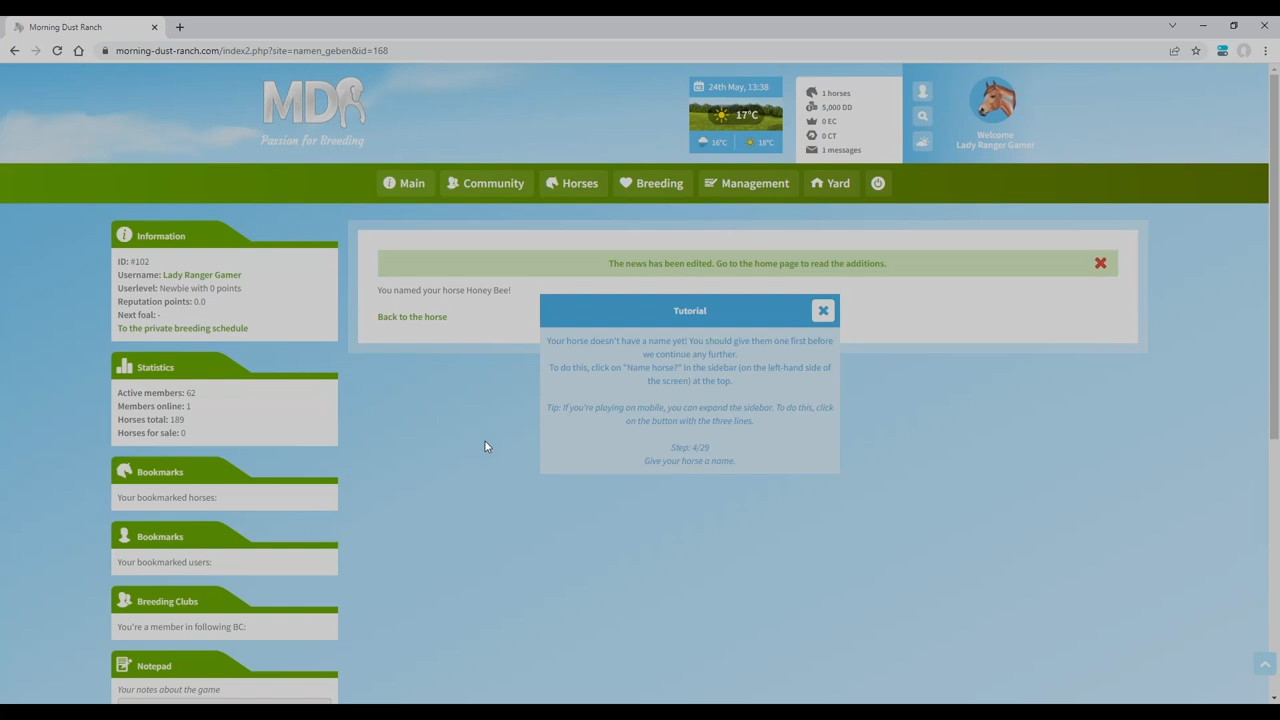 Morning Dust Ranch
morning-dust-ranch.com/index2.php?site=namen_geben&id=168
MDR
Passion for Breeding
24th May, 13:38
17°C
16°C
18°C
1 horses
5,000 DD
0 EC
0 CT
1 messages
Welcome
Lady Ranger Gamer
Main
Community
Horses
Breeding
Management
Yard
Information
ID: #102
Username: Lady Ranger Gamer
Userlevel: Newbie with 0 points
Reputation points: 0.0
Next foal: -
To the private breeding schedule
Statistics
Active members: 62
Members online: 1
Horses total: 189
Horses for sale: 0
Bookmarks
Your bookmarked horses:
Bookmarks
Your bookmarked users:
Breeding Clubs
You're a member in following BC:
Notepad
Your notes about the game
The news has been edited. Go to the home page to read the additions.
You named your horse Honey Bee!
Back to the horse
Tutorial
Your horse doesn't have a name yet! You should give them one first before
we continue any further.
To do this, click on "Name horse?" in the sidebar (on the left-hand side of
the screen) at the top.
Tip: If you're playing on mobile, you can expand the sidebar. To do this, click
on the button with the three lines.
Step: 4/29
Give your horse a name.